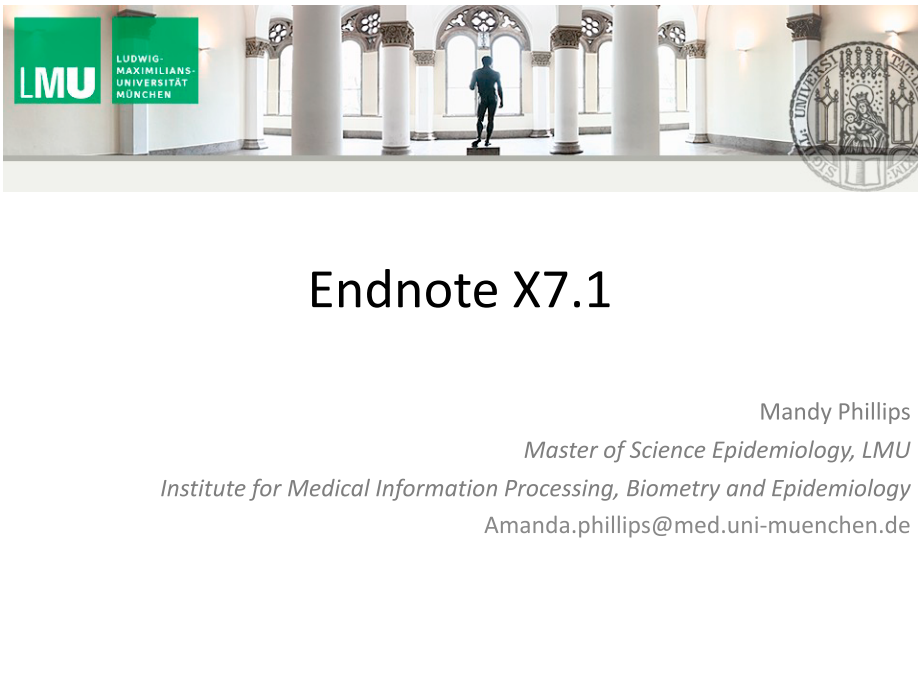 LMU
LUDWIG-
MAXIMILIANS-
UNIVERSITÄT
MÜNCHEN
Endnote X7.1
Mandy Phillips
Master of Science Epidemiology, LMU
Institute for Medical Information Processing, Biometry and Epidemiology
Amanda.phillips@med.uni-muenchen.de